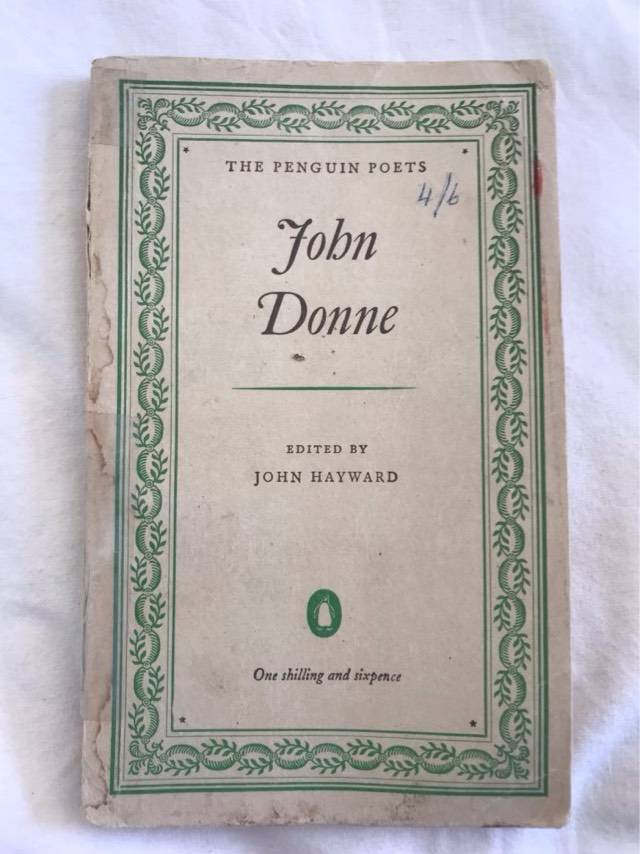 THE PENGUIN POETS
4/6
John
Donne
EDITED BY
JOHN HAYWARD
One shilling and sixpence